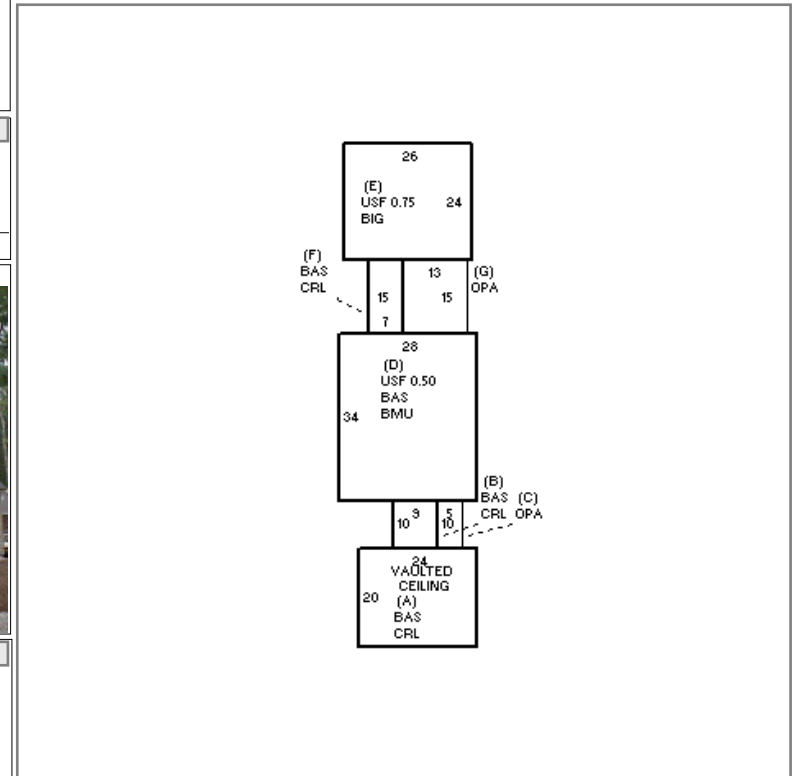 26
(E)
USF 0.75
24
BIG
(F)
BAS
CRL
13
(G)
OPA
15
15
7
28
(D)
USF 0.50
BAS
BMU
34
(B)
BAS
CRL
(C)
OPA
9
10
5
10
24
VAULTED
CEILING
20
(A)
BAS
CRL